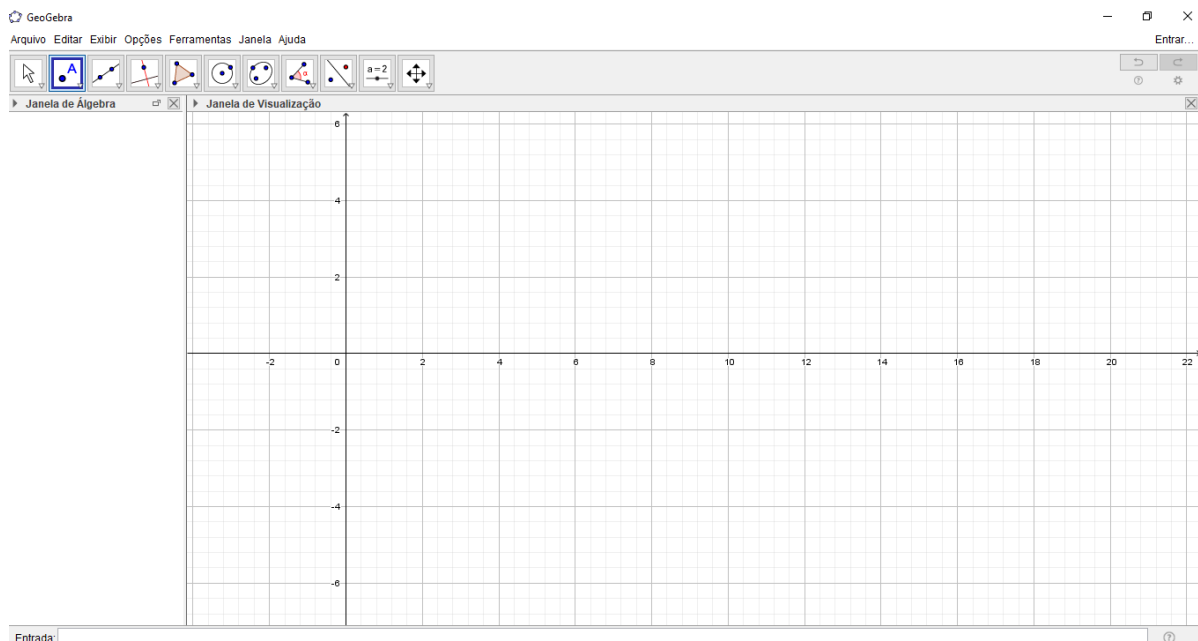 GeoGebra
Arquivo Editar Exibir Opções Ferramentas Janela Ajuda
Entrar...
A
α
a=2
Janela de Álgebra
Janela de Visualização
6
4
2
-2 0 2 4 6 8 10 12 14 16 18 20 22
-2
-4
-6
Entrada: